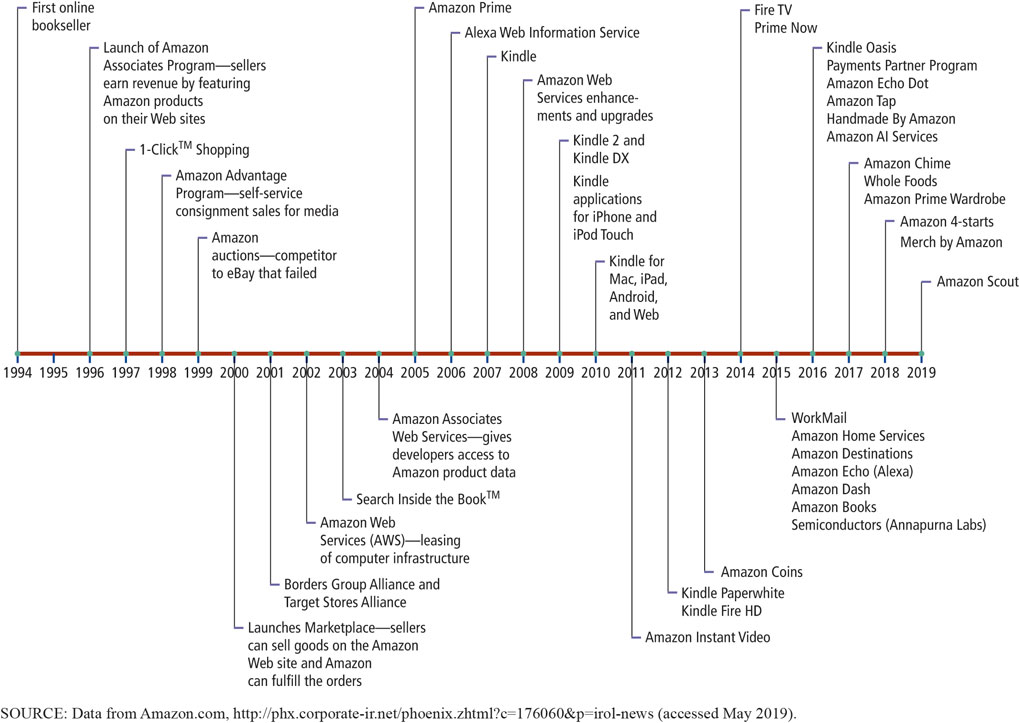 First online
bookseller
Launch of Amazon
Associates Program—sellers
earn revenue by featuring
Amazon products
on their Web sites
1-Click™ Shopping
Amazon Advantage
Program—self-service
consignment sales for media
Amazon
auctions—competitor
to eBay that failed
Amazon Prime
Alexa Web Information Service
Kindle
Amazon Web
Services enhance-
ments and upgrades
Kindle 2 and
Kindle DX
Kindle
applications
for iPhone and
iPod Touch
Kindle for
Mac, iPad,
Android,
and Web
Fire TV
Prime Now
Kindle Oasis
Payments Partner Program
Amazon Echo Dot
Amazon Tap
Handmade By Amazon
Amazon AI Services
Amazon Chime
Whole Foods
Amazon Prime Wardrobe
Amazon 4-starts
Merch by Amazon
Amazon Scout
1994 1995 1996 1997 1998 1999 2000 2001 2002 2003 2004 2005 2006 2007 2008 2009 2010 2011 2012 2013 2014 2015 2016 2017 2018 2019
Amazon Associates
Web Services—gives
developers access to
Amazon product data
Search Inside the Book™
Amazon Web
Services (AWS)—leasing
of computer infrastructure
Borders Group Alliance and
Target Stores Alliance
Launches Marketplace—sellers
can sell goods on the Amazon
Web site and Amazon
can fulfill the orders
WorkMail
Amazon Home Services
Amazon Destinations
Amazon Echo (Alexa)
Amazon Dash
Amazon Books
Semiconductors (Annapurna Labs)
Amazon Coins
Kindle Paperwhite
Kindle Fire HD
Amazon Instant Video
SOURCE: Data from Amazon.com, http://phx.corporate-ir.net/phoenix.zhtml?c=176060&p=irol-news (accessed May 2019).